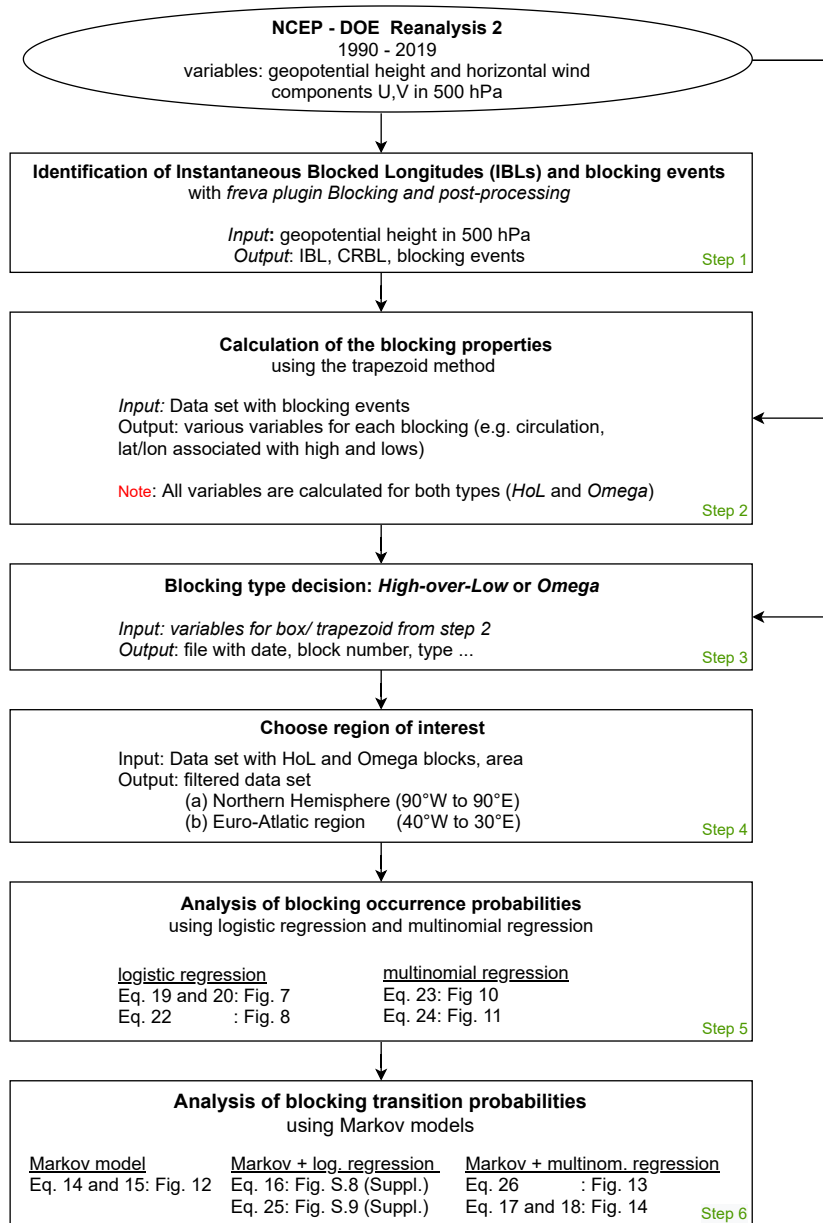 NCEP - DOE Reanalysis 2
1990 - 2019
variables: geopotential height and horizontal wind
components U,V in 500 hPa
Identification of Instantaneous Blocked Longitudes (IBLs) and blocking events
with freva plugin Blocking and post-processing
Input: geopotential height in 500 hPa
Output: IBL, CRBL, blocking events
Step 1
Calculation of the blocking properties
using the trapezoid method
Input: Data set with blocking events
Output: various variables for each blocking (e.g. circulation,
lat/lon associated with high and lows)
Note: All variables are calculated for both types (HoL and Omega)
Step 2
Blocking type decision: High-over-Low or Omega
Input: variables for box/ trapezoid from step 2
Output: file with date, block number, type ...
Step 3
Choose region of interest
Input: Data set with HoL and Omega blocks, area
Output: filtered data set
(a) Northern Hemisphere (90°W to 90°E)
(b) Euro-Atlatic region (40°W to 30°E)
Step 4
Analysis of blocking occurrence probabilities
using logistic regression and multinomial regression
logistic regression
Eq. 19 and 20: Fig. 7
Eq. 22 : Fig. 8
multinomial regression
Eq. 23: Fig 10
Eq. 24: Fig. 11
Step 5
Analysis of blocking transition probabilities
using Markov models
Markov model
Eq. 14 and 15: Fig. 12
Markov + log. regression
Eq. 16: Fig. S.8 (Suppl.)
Eq. 25: Fig. S.9 (Suppl.)
Markov + multinom. regression
Eq. 26 : Fig. 13
Eq. 17 and 18: Fig. 14
Step 6